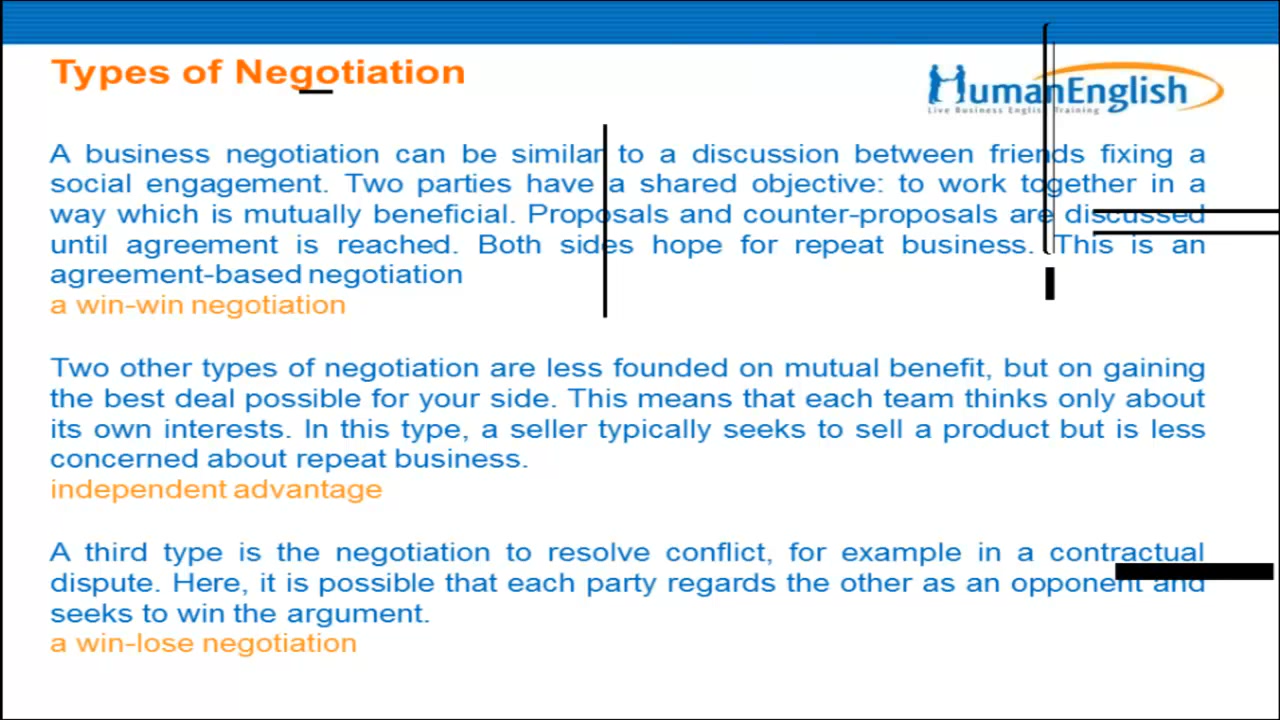 Types of Negotiation
HumanEnglish
Live Business English Training
A business negotiation can be similar to a discussion between friends fixing a
social engagement. Two parties have a shared objective: to work together in a
way which is mutually beneficial. Proposals and counter-proposals are discussed
until agreement is reached. Both sides hope for repeat business. This is an
agreement-based negotiation
a win-win negotiation
Two other types of negotiation are less founded on mutual benefit, but on gaining
the best deal possible for your side. This means that each team thinks only about
its own interests. In this type, a seller typically seeks to sell a product but is less
concerned about repeat business.
independent advantage
A third type is the negotiation to resolve conflict, for example in a contractual
dispute. Here, it is possible that each party regards the other as an opponent and
seeks to win the argument.
a win-lose negotiation